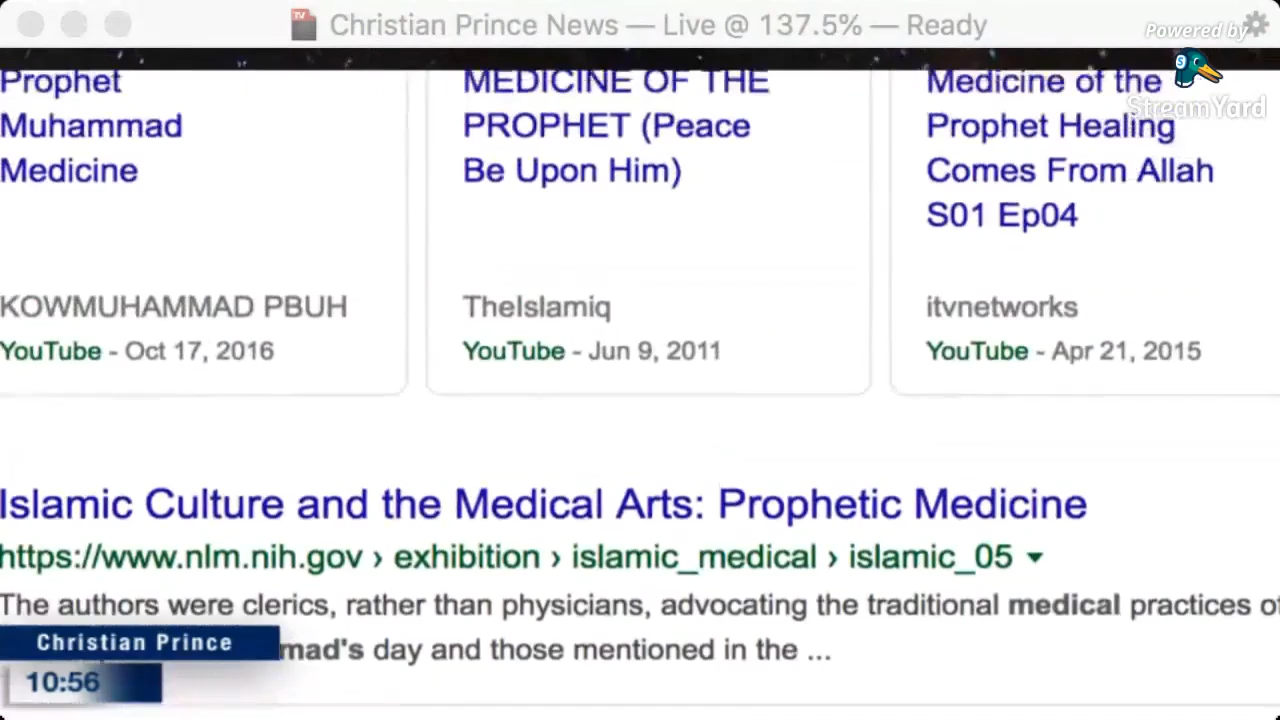 Christian Prince News — Live @ 137.5% — Ready
Powered by
StreamYard
Prophet
Muhammad
Medicine
KOWMUHAMMAD PBUH
YouTube - Oct 17, 2016
MEDICINE OF THE
PROPHET (Peace
Be Upon Him)
TheIslamiq
YouTube - Jun 9, 2011
Medicine of the
Prophet Healing
Comes From Allah
S01 Ep04
itvnetworks
YouTube - Apr 21, 2015
Islamic Culture and the Medical Arts: Prophetic Medicine
https://www.nlm.nih.gov › exhibition › islamic_medical › islamic_05
The authors were clerics, rather than physicians, advocating the traditional medical practices of
mad's day and those mentioned in the ...
Christian Prince
10:56